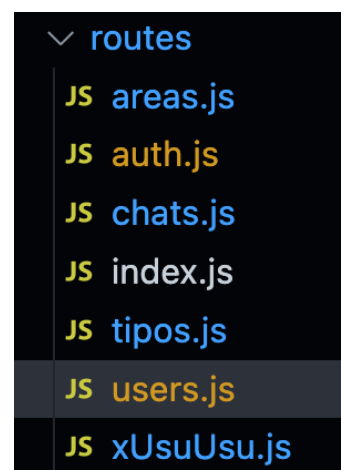 routes
JS areas.js
JS auth.js
JS chats.js
JS index.js
JS tipos.js
JS users.js
JS xUsuUsu.js